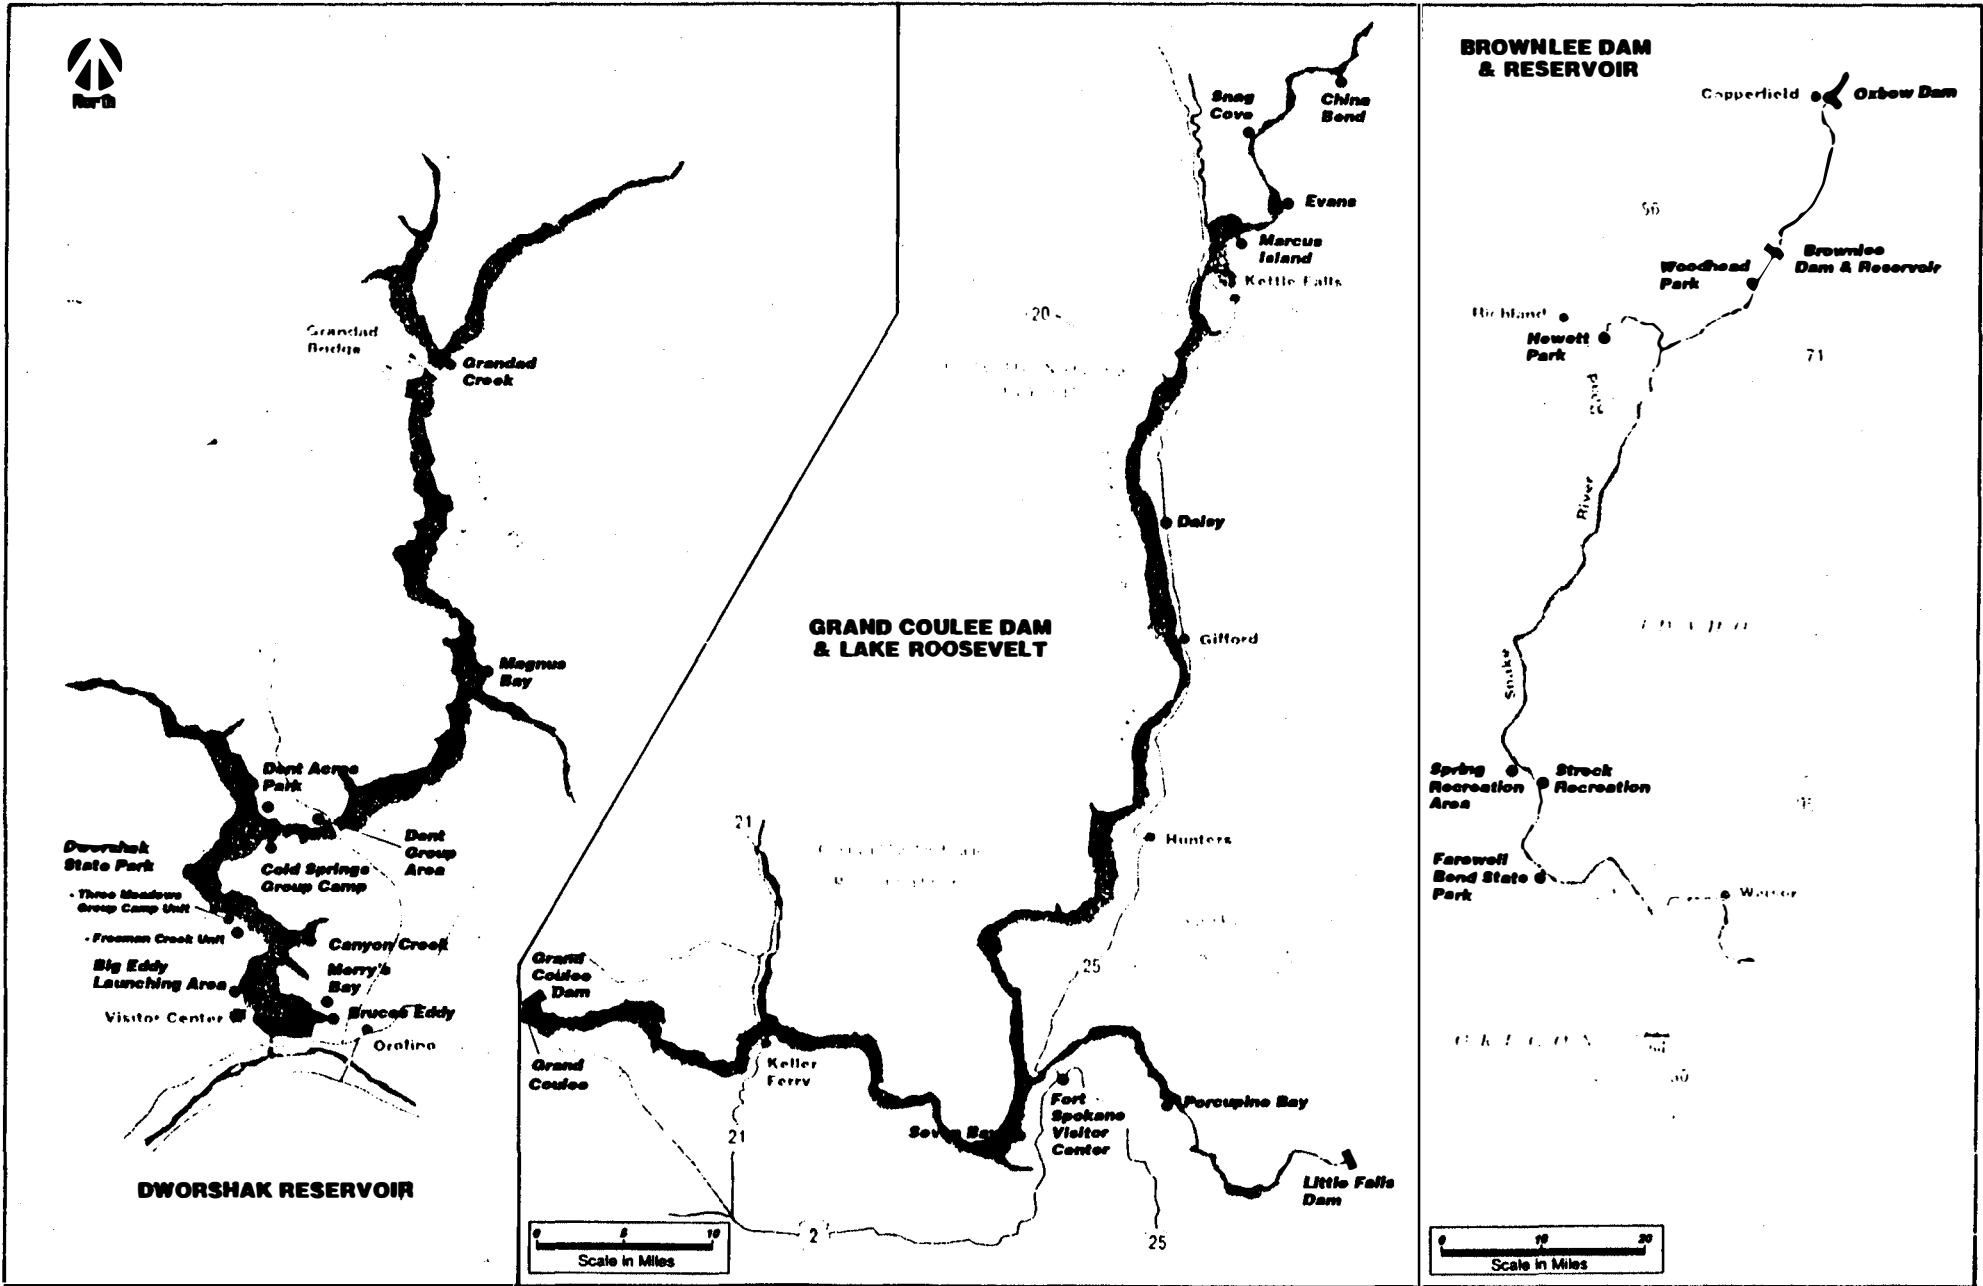 North
Grandad
Bridge
Grandad
Creek
Magnus
Bay
Dent Acres
Park
Dent
Group
Area
Dworshak
State Park
Cold Springs
Group Camp
- Three Meadows
Group Camp Unit
- Freeman Creek Unit
Canyon Creek
Big Eddy
Launching Area
Merry's
Bay
Visitor Center
Bruces Eddy
Orofino
DWORSHAK RESERVOIR
Snag
Cove
China
Bend
Evans
Marcus
Island
Kettle Falls
20
Daisy
GRAND COULEE DAM
& LAKE ROOSEVELT
Gifford
21
Hunters
Grand
Coulee
Dam
25
Grand
Coulee
Keller
Ferry
Seven Bays
Fort
Spokane
Visitor
Center
Porcupine Bay
21
Little Falls
Dam
2
25
0 5 10
Scale in Miles
BROWNLEE DAM
& RESERVOIR
Copperfield
Oxbow Dam
Brownlee
Dam & Reservoir
Woodhead
Park
Richland
Hewett
Park
71
Road
River
IDAHO
Snake
Spring
Recreation
Area
Streck
Recreation
Farewell
Bend State
Park
Weiser
OREGON
0 10 20
Scale in Miles